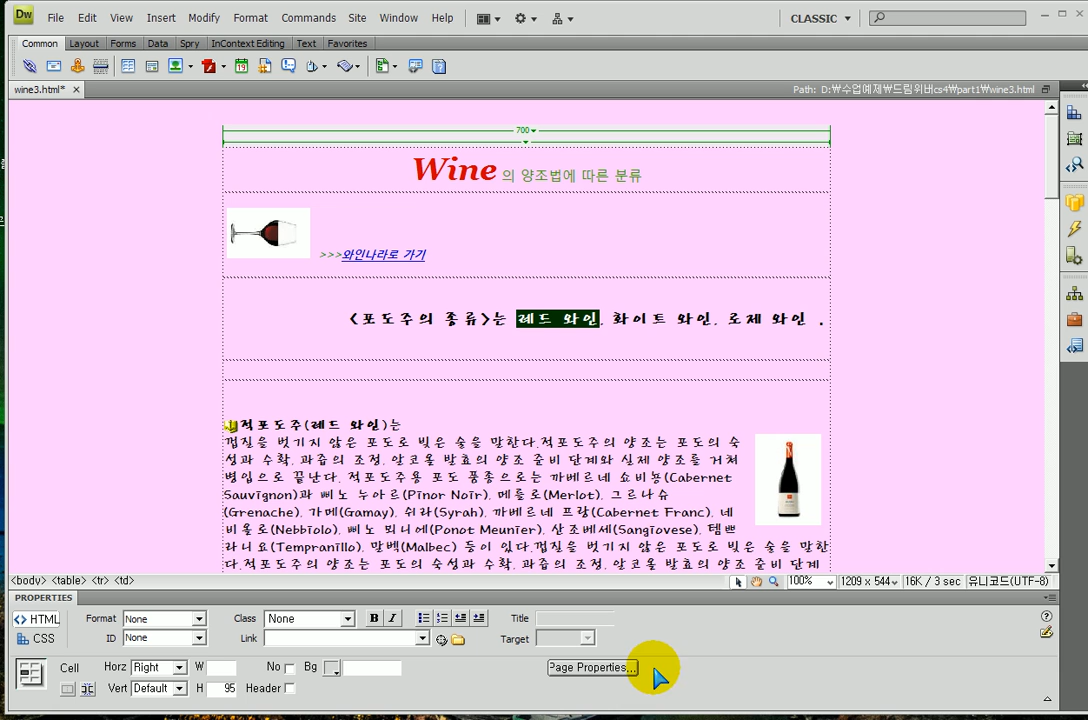 Dw File Edit View Insert Modify Format Commands Site Window Help CLASSIC
Common Layout Forms Data Spry InContext Editing Text Favorites
19
wine3.html* × Path: D:\수업예제\드림위버cs4\part1\wine3.html
700
Wine 의 양조법에 따른 분류
>>>와인나라로 가기
<포도주의 종류>는 레드 와인, 화이트 와인, 로제 와인 .
적포도주(레드 와인)는
껍질을 벗기지 않은 포도로 빚은 술을 말한다.적포도주의 양조는 포도의 숙
성과 수확, 과즙의 조정, 알코올 발효의 양조 준비 단계와 실제 양조를 거쳐
병입으로 끝난다. 적포도주용 포도 품종으로는 까베르네 쇼비뇽(Cabernet
Sauvignon)과 삐노 누아르(Pinor Noir), 메를로(Merlot), 그르나슈
(Grenache), 가메(Gamay), 쉬라(Syrah), 까베르네 프랑(Cabernet Franc), 네
비올로(Nebbiolo), 삐노 뫼니에(Ponot Meunier), 산조베세(Sangiovese), 템쁘
라니요(Tempranillo), 말벡(Malbec) 등이 있다.껍질을 벗기지 않은 포도로 빚은 술을 말한
다.적포도주의 양조는 포도의 숙성과 수확, 과즙의 조정, 알코올 발효의 양조 준비 단계
<body> <table> <tr> <td> 100% 1209 x 544 16K / 3 sec 유니코드(UTF-8)
PROPERTIES
<> HTML Format None Class None B I Title
CSS ID None Link Target
Cell Horz Right W No Bg Page Properties...
Vert Default H 95 Header